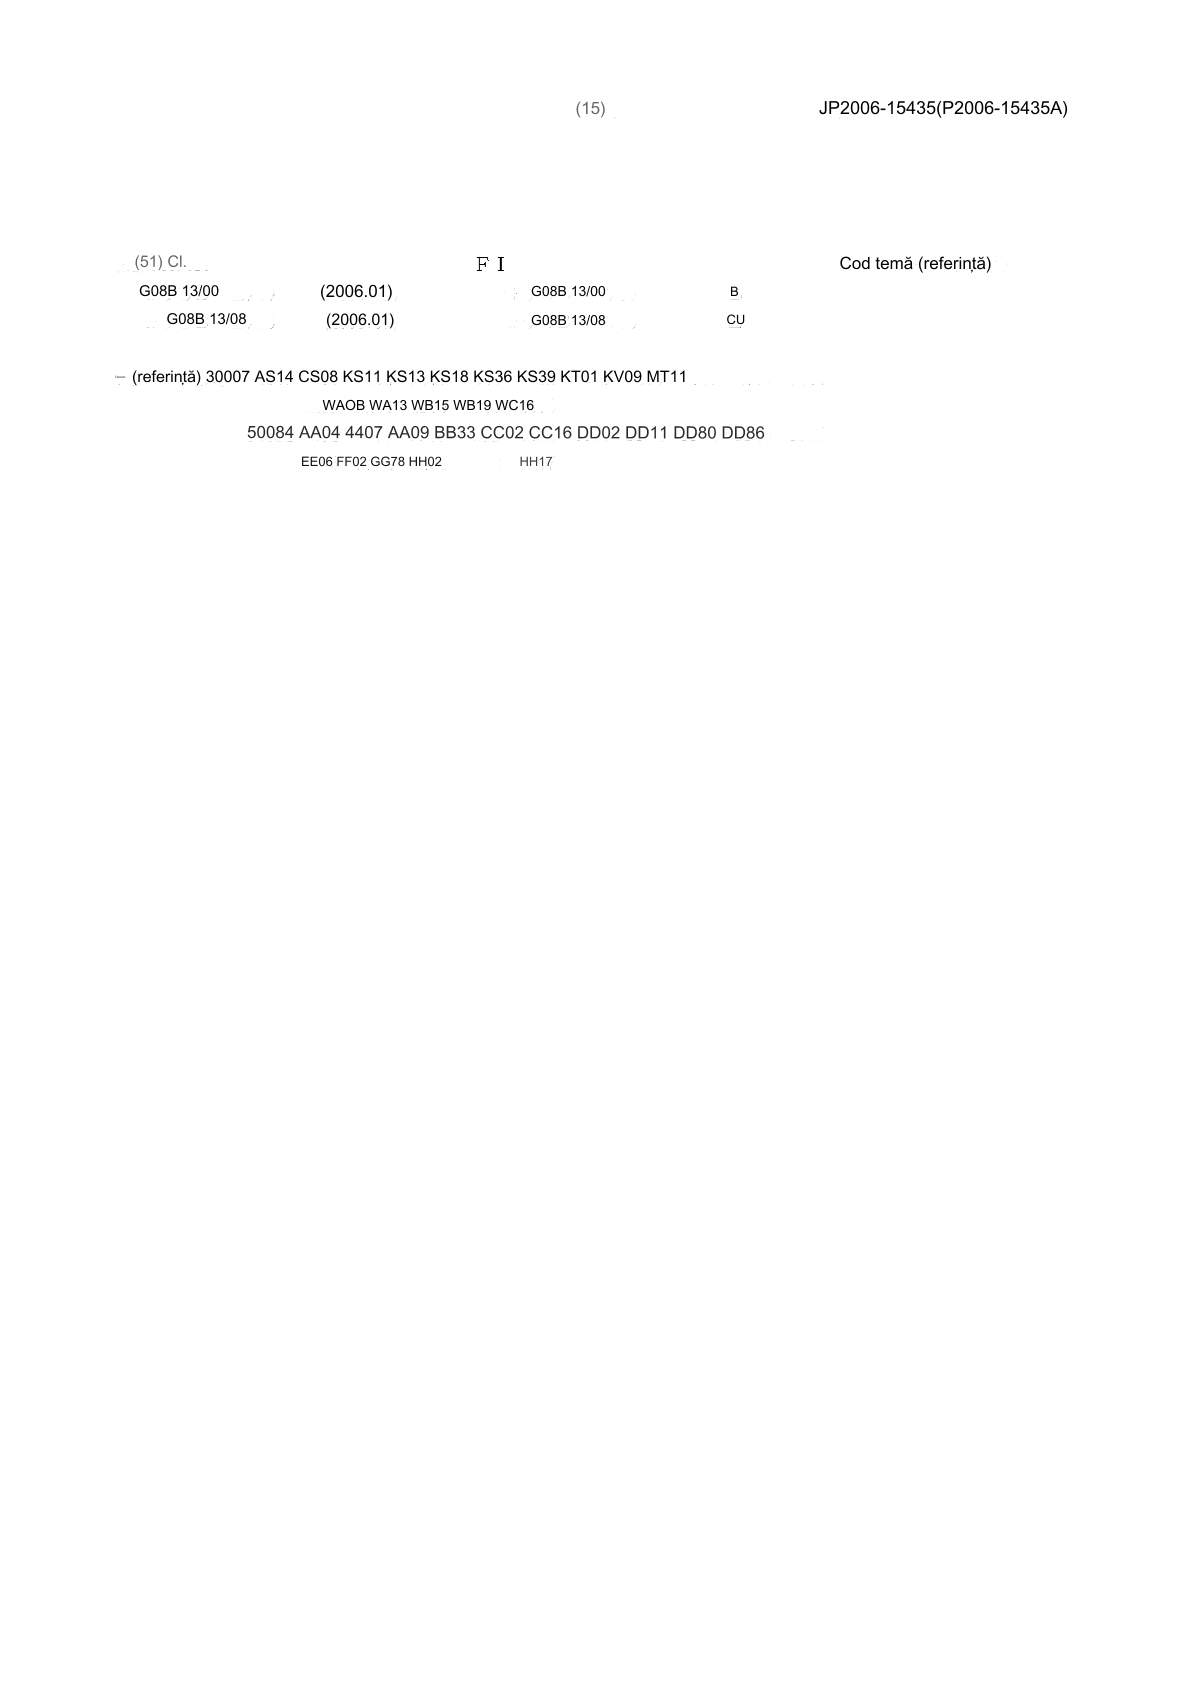 (15) JP2006-15435(P2006-15435A)
(51) Cl. F I Cod temă (referință)
G08B 13/00 (2006.01) G08B 13/00 B
G08B 13/08 (2006.01) G08B 13/08 CU
(referință) 30007 AS14 CS08 KS11 KS13 KS18 KS36 KS39 KT01 KV09 MT11
WAOB WA13 WB15 WB19 WC16
50084 AA04 4407 AA09 BB33 CC02 CC16 DD02 DD11 DD80 DD86
EE06 FF02 GG78 HH02 HH17